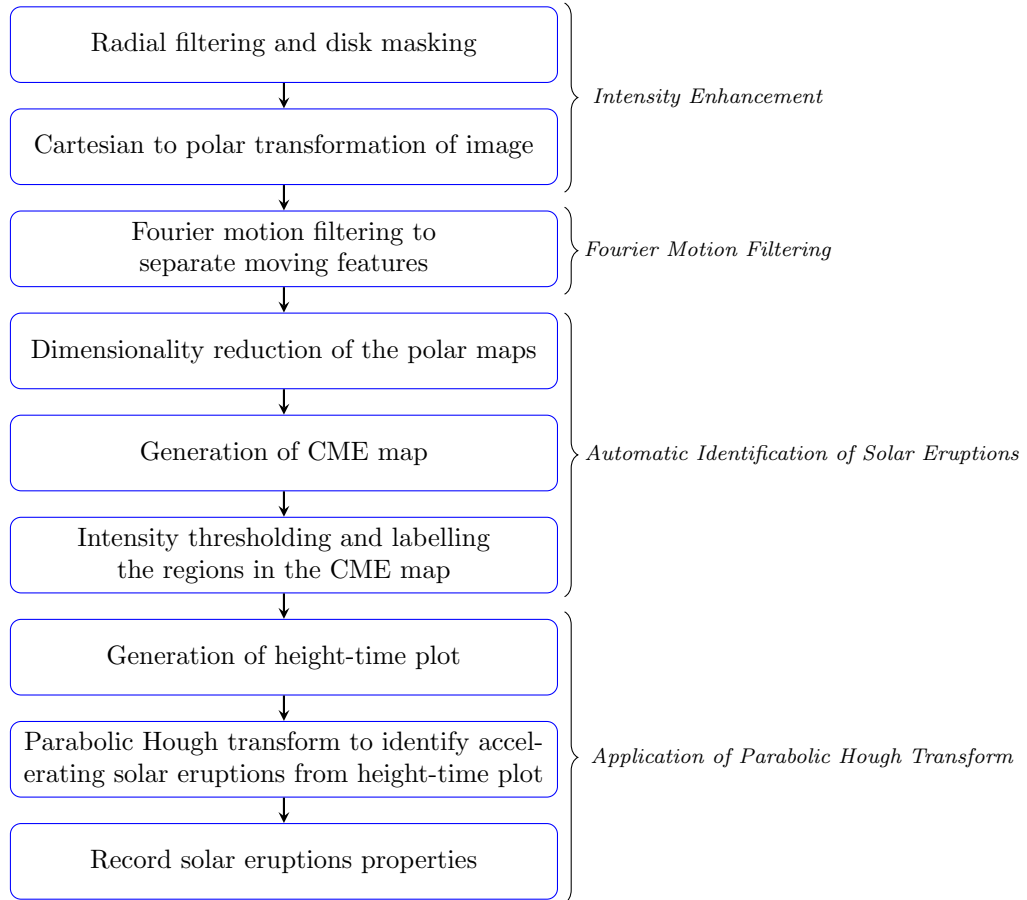 Radial filtering and disk masking
Intensity Enhancement
Cartesian to polar transformation of image
Fourier motion filtering to
separate moving features
Fourier Motion Filtering
Dimensionality reduction of the polar maps
Generation of CME map
Automatic Identification of Solar Eruptions
Intensity thresholding and labelling
the regions in the CME map
Generation of height-time plot
Parabolic Hough transform to identify accel-
erating solar eruptions from height-time plot
Application of Parabolic Hough Transform
Record solar eruptions properties